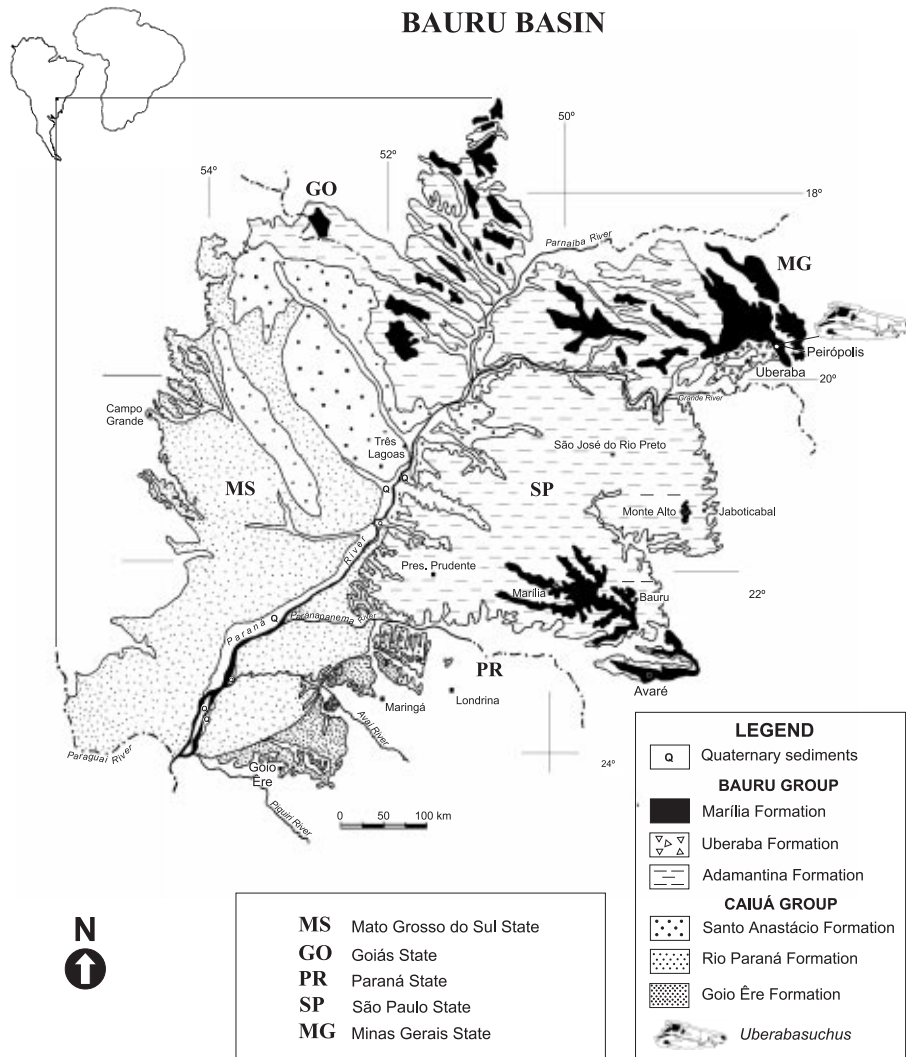 BAURU BASIN
50º
52º
54º
18º
GO
Parnaíba River
MG
Peirópolis
Uberaba
20º
Grande River
Campo
Grande
Três
Lagoas
São José do Rio Preto
MS
Q
Q
SP
Monte Alto
Jaboticabal
Paraná River
Pres. Prudente
Marília
Bauru
22º
Q
Paranapanema River
PR
Avaré
Maringá
Londrina
Q
Q
Avaí River
Paraguai River
Goio
Ere
24º
Piquiri River
0 50 100 km
LEGEND
Q Quaternary sediments
BAURU GROUP
Marília Formation
Uberaba Formation
Adamantina Formation
CAIUÁ GROUP
Santo Anastácio Formation
Rio Paraná Formation
Goio Êre Formation
Uberabasuchus
N
MS Mato Grosso do Sul State
GO Goiás State
PR Paraná State
SP São Paulo State
MG Minas Gerais State